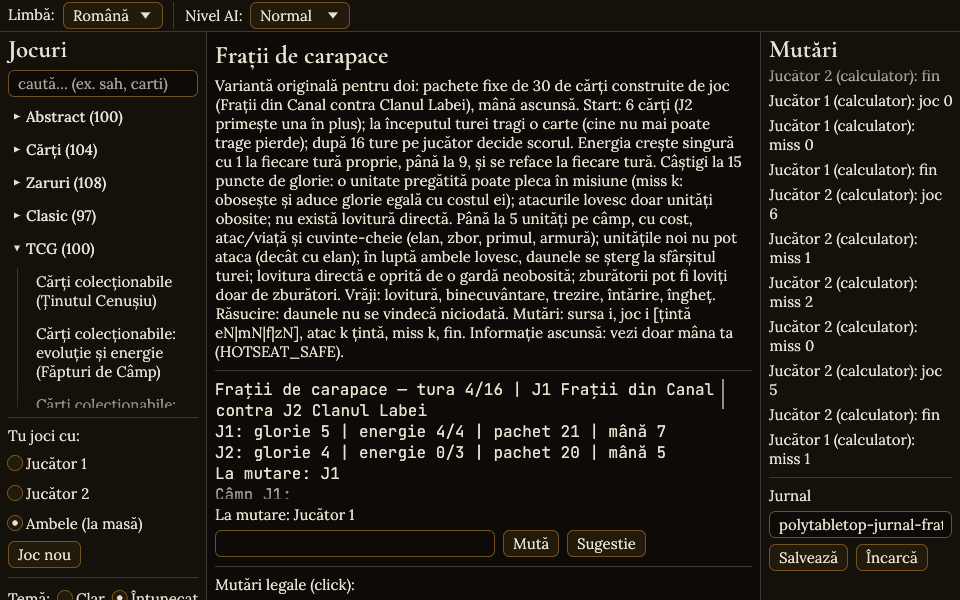 Limbă: Română ▼ Nivel AI: Normal ▼
Jocuri
caută... (ex. sah, carti)
▸ Abstract (100)
▸ Cărți (104)
▸ Zaruri (108)
▸ Clasic (97)
▾ TCG (100)
Cărți colecționabile
(Ținutul Cenușiu)
Cărți colecționabile:
evoluție și energie
(Făpturi de Câmp)
Cărți colecționabile:
Tu joci cu:
Jucător 1
Jucător 2
Ambele (la masă)
Joc nou
Temă: Clar Întunecat
Frații de carapace
Variantă originală pentru doi: pachete fixe de 30 de cărți construite de joc
(Frații din Canal contra Clanul Labei), mână ascunsă. Start: 6 cărți (J2
primește una în plus); la începutul turei tragi o carte (cine nu mai poate
trage pierde); după 16 ture pe jucător decide scorul. Energia crește singură
cu 1 la fiecare tură proprie, până la 9, și se reface la fiecare tură. Câștigi la 15
puncte de glorie: o unitate pregătită poate pleca în misiune (miss k:
obosește și aduce glorie egală cu costul ei); atacurile lovesc doar unități
obosite; nu există lovitură directă. Până la 5 unități pe câmp, cu cost,
atac/viață și cuvinte-cheie (elan, zbor, primul, armură); unitățile noi nu pot
ataca (decât cu elan); în luptă ambele lovesc, daunele se șterg la sfârșitul
turei; lovitura directă e oprită de o gardă neobosită; zburătorii pot fi loviți
doar de zburători. Vrăji: lovitură, binecuvântare, trezire, întărire, îngheț.
Răsucire: daunele nu se vindecă niciodată. Mutări: sursa i, joc i [țintă
eN|mN|f|zN], atac k țintă, miss k, fin. Informație ascunsă: vezi doar mâna ta
(HOTSEAT_SAFE).
Frații de carapace — tura 4/16 | J1 Frații din Canal
contra J2 Clanul Labei
J1: glorie 5 | energie 4/4 | pachet 21 | mână 7
J2: glorie 4 | energie 0/3 | pachet 20 | mână 5
La mutare: J1
Câmp J1:
La mutare: Jucător 1
Mută Sugestie
Mutări legale (click):
Mutări
Jucător 2 (calculator): fin
Jucător 1 (calculator): joc 0
Jucător 1 (calculator):
miss 0
Jucător 1 (calculator): fin
Jucător 2 (calculator): joc
6
Jucător 2 (calculator):
miss 1
Jucător 2 (calculator):
miss 2
Jucător 2 (calculator):
miss 0
Jucător 2 (calculator): joc
5
Jucător 2 (calculator): fin
Jucător 1 (calculator):
miss 1
Jurnal
polytabletop-jurnal-frat
Salvează Încarcă